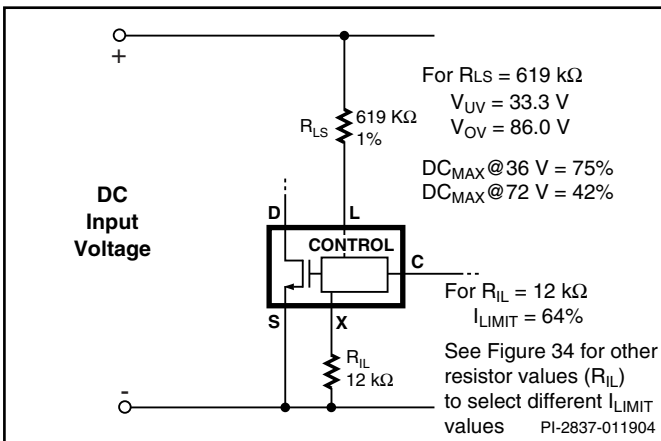 +
For RLS = 619 kΩ
VUV = 33.3 V
VOV = 86.0 V
RLS
619 KΩ
1%
DCMAX@36 V = 75%
DCMAX@72 V = 42%
DC
Input
Voltage
D
L
CONTROL
C
S
X
For RIL = 12 kΩ
ILIMIT = 64%
RIL
12 kΩ
See Figure 34 for other
resistor values (RIL)
to select different ILIMIT
values
PI-2837-011904
-